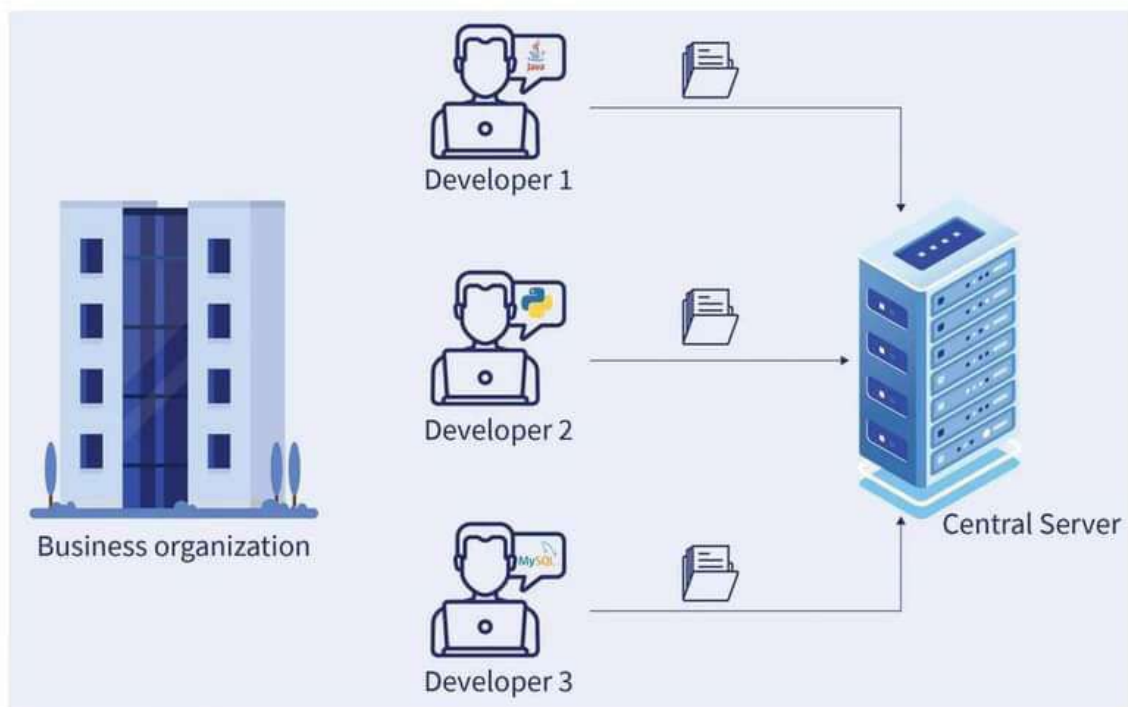 Java
Developer 1
Developer 2
Business organization
Central Server
MySQL
Developer 3